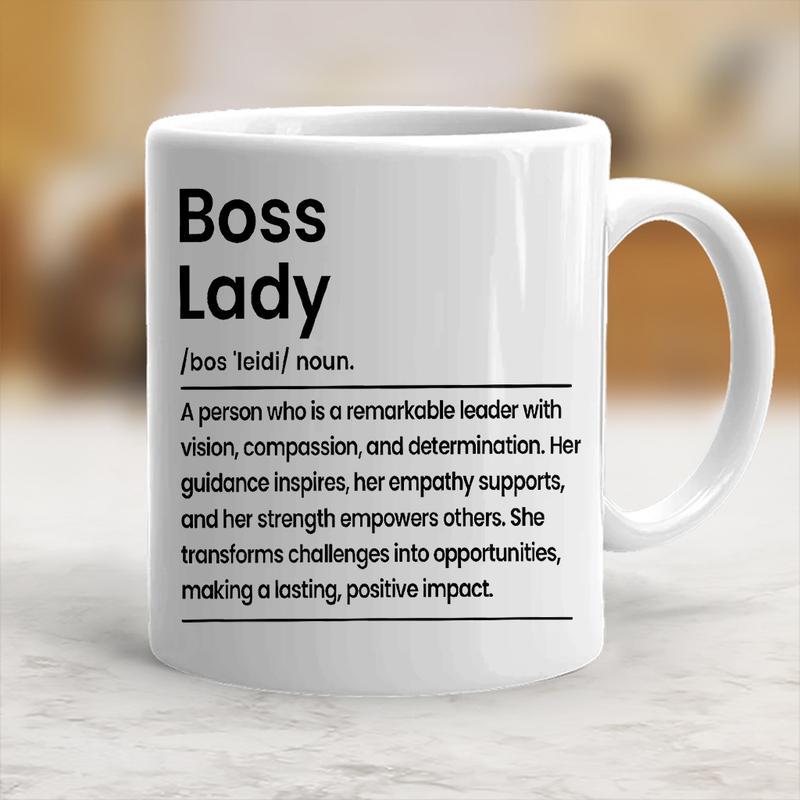 Boss
Lady
/bos 'leidi/ noun.
A person who is a remarkable leader with
vision, compassion, and determination. Her
guidance inspires, her empathy supports,
and her strength empowers others. She
transforms challenges into opportunities,
making a lasting, positive impact.